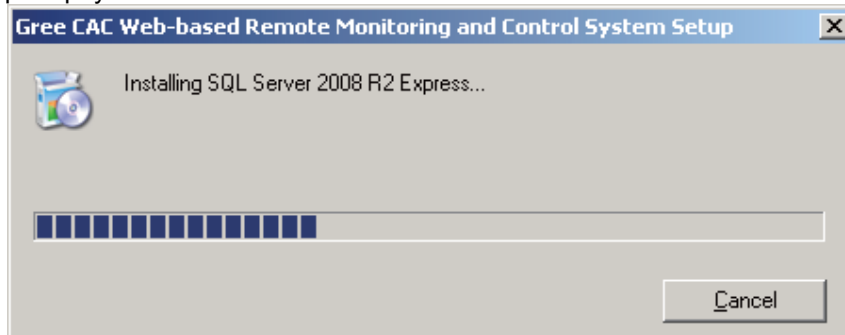 Gree CAC Web-based Remote Monitoring and Control System Setup
Installing SQL Server 2008 R2 Express...
Cancel